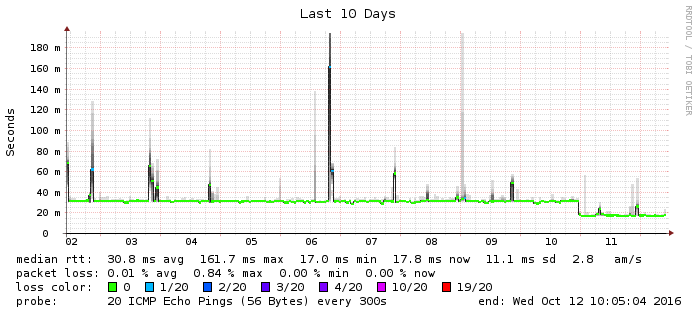 Last 10 Days
RRDTOOL / TOBI OETIKER
Seconds
180 m
160 m
140 m
120 m
100 m
80 m
60 m
40 m
20 m
0
02 03 04 05 06 07 08 09 10 11
median rtt: 30.8 ms avg 161.7 ms max 17.0 ms min 17.8 ms now 11.1 ms sd 2.8 am/s
packet loss: 0.01 % avg 0.84 % max 0.00 % min 0.00 % now
loss color: 0 1/20 2/20 3/20 4/20 10/20 19/20
probe: 20 ICMP Echo Pings (56 Bytes) every 300s end: Wed Oct 12 10:05:04 2016